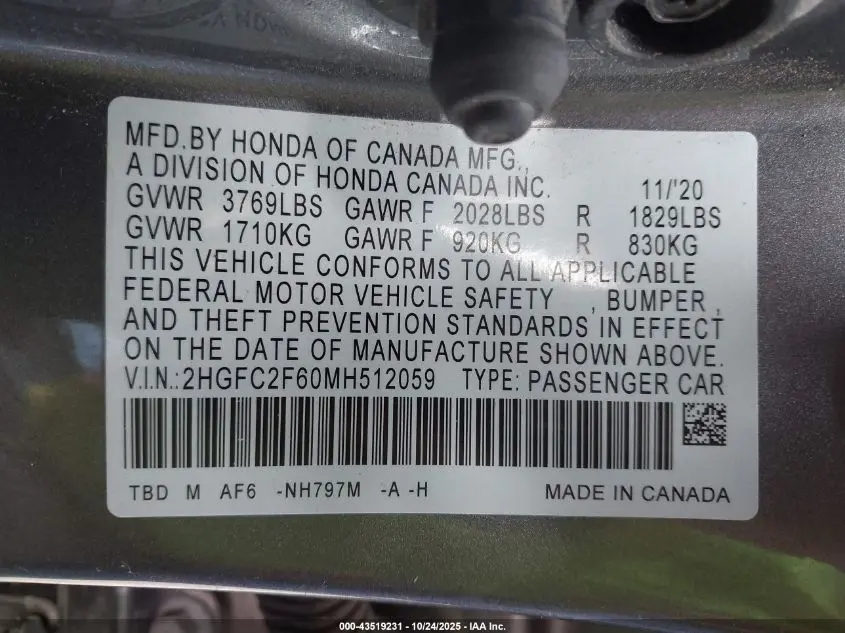 MFD.BY HONDA OF CANADA MFG.,
A DIVISION OF HONDA CANADA INC. 11/'20
GVWR 3769LBS GAWR F 2028LBS R 1829LBS
GVWR 1710KG GAWR F 920KG R 830KG
THIS VEHICLE CONFORMS TO ALL APPLICABLE
FEDERAL MOTOR VEHICLE SAFETY , BUMPER ,
AND THEFT PREVENTION STANDARDS IN EFFECT
ON THE DATE OF MANUFACTURE SHOWN ABOVE.
V.I.N.:2HGFC2F60MH512059 TYPE: PASSENGER CAR
TBD M AF6 -NH797M -A -H MADE IN CANADA
000-43519231 - 10/24/2025 - IAA Inc.